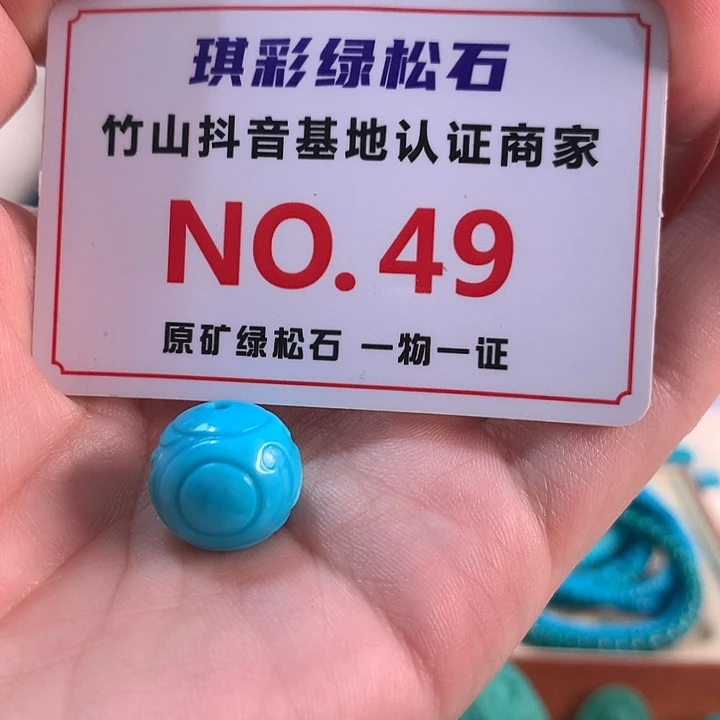 琪彩绿松石
竹山抖音基地认证商家
NO.49
原矿绿松石 一物一证